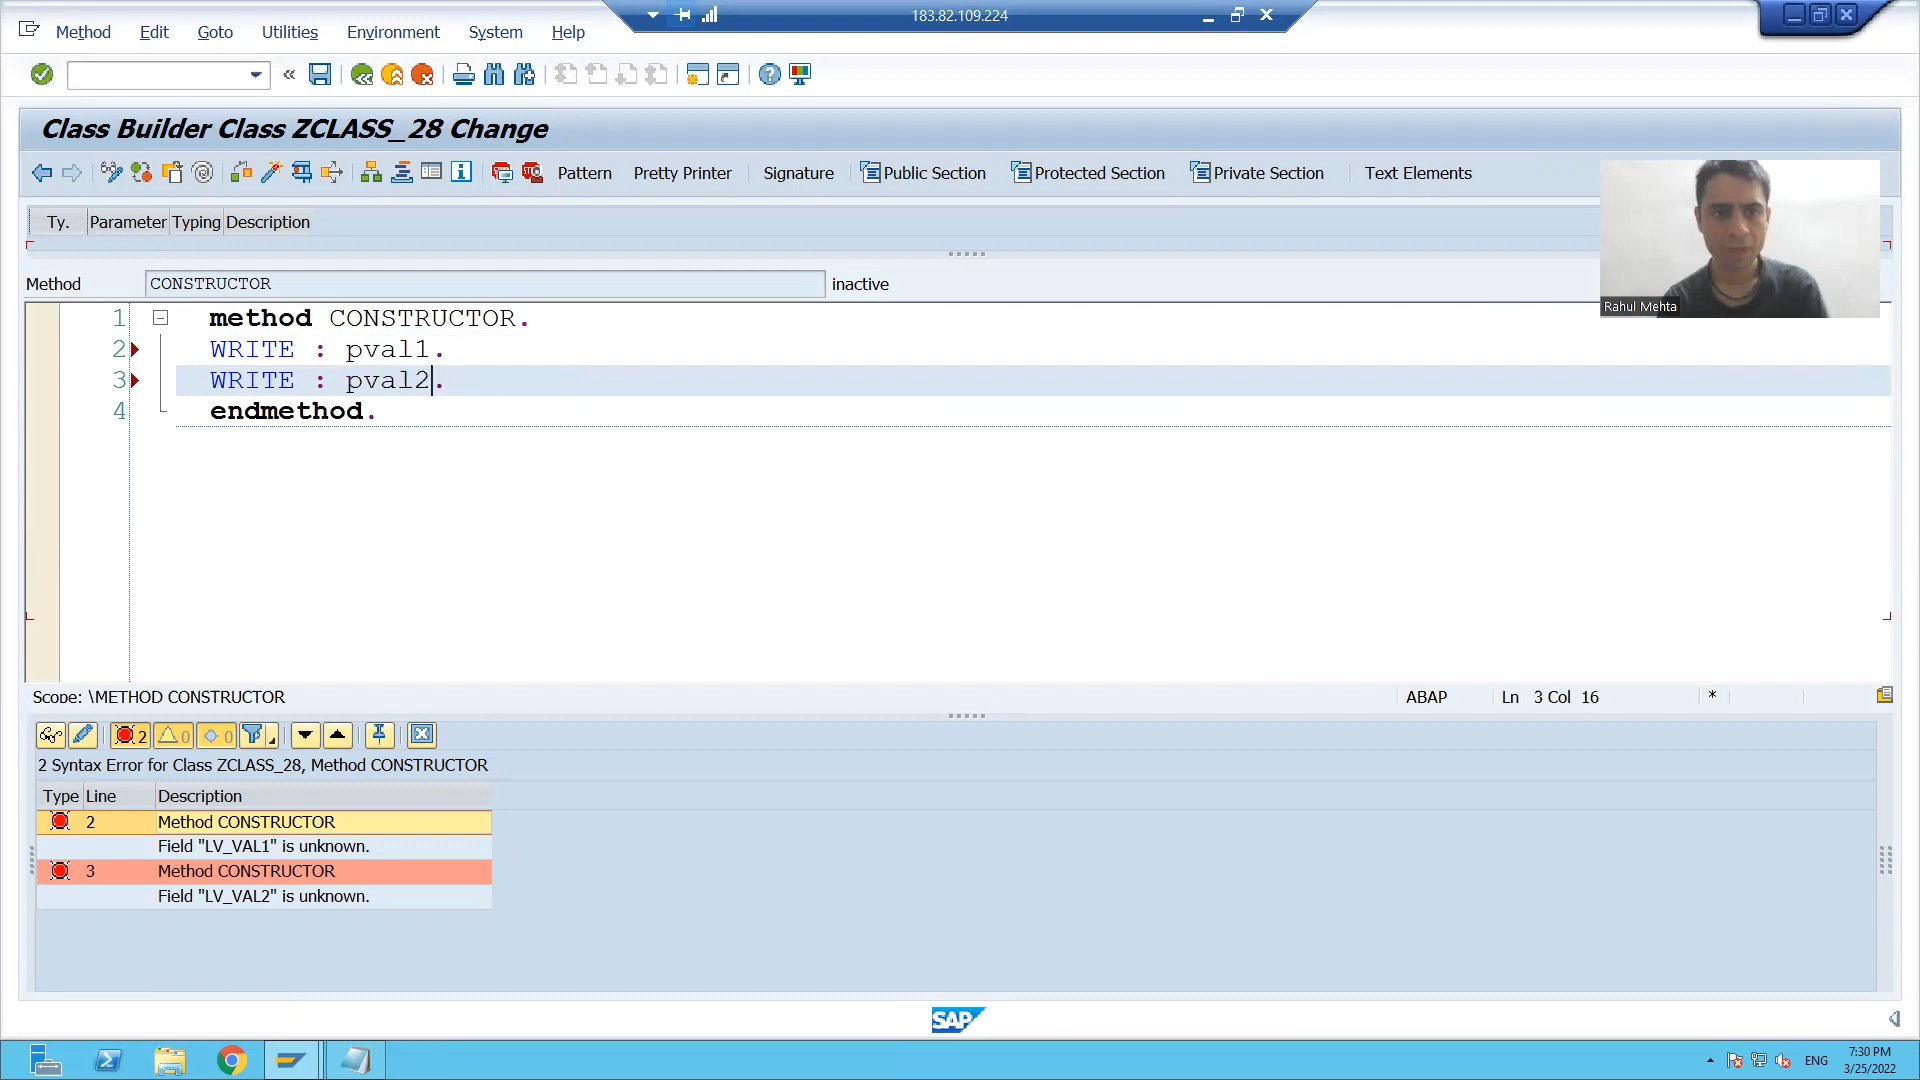 183.82.109.224
Method Edit Goto Utilities Environment System Help
Class Builder Class ZCLASS_28 Change
Pattern Pretty Printer Signature Public Section Protected Section Private Section Text Elements
Ty. Parameter Typing Description
Method CONSTRUCTOR inactive
Rahul Mehta
1 method CONSTRUCTOR.
2 WRITE : pval1.
3 WRITE : pval2.
4 endmethod.
Scope: \METHOD CONSTRUCTOR ABAP Ln 3 Col 16 *
2 0 0
2 Syntax Error for Class ZCLASS_28, Method CONSTRUCTOR
Type Line Description
2 Method CONSTRUCTOR
Field "LV_VAL1" is unknown.
3 Method CONSTRUCTOR
Field "LV_VAL2" is unknown.
SAP
ENG 7:30 PM
3/25/2022